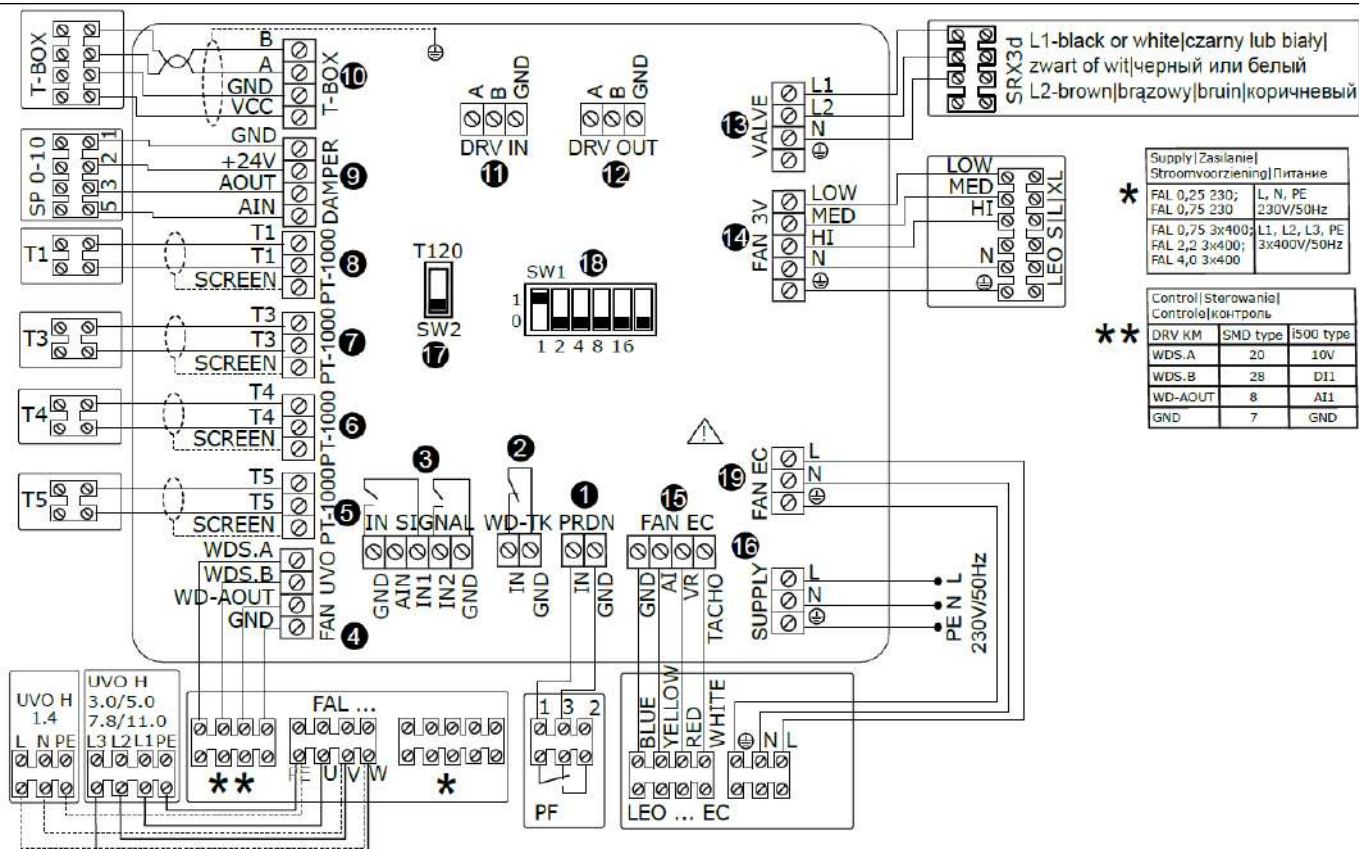 T-BOX
B
A
GND
VCC
T-BOX
10
SP 0-10
1
2
3
5
GND
+24V
AOUT
AIN
DAMPER
9
T1
T1
T1
SCREEN
PT-1000
8
T3
T3
T3
SCREEN
PT-1000
7
T4
T4
T4
SCREEN
PT-1000
6
T5
T5
T5
SCREEN
PT-1000
5
WDS.A
WDS.B
WD-AOUT
GND
FAN UVO
4
A
B
GND
DRV IN
11
A
B
GND
DRV OUT
12
T120
SW2
17
SW1
18
1
0
1 2 4 8 16
3
IN SIGNAL
GND
AIN
IN1
IN2
GND
2
WD-TK
IN
GND
1
PRDN
IN
GND
15
FAN EC
GND
AI
VR
TACHO
13
VALVE
L1
L2
N
SRX3d
L1-black or white|czarny lub biały|
zwart of wit|черный или белый
L2-brown|brązowy|bruin|коричневый
14
FAN 3V
LOW
MED
HI
N
LOW
MED
HI
N
LEO S|L|XL
*
Supply|Zasilanie|
Stroomvoorziening|Питание
FAL 0,25 230; L, N, PE
FAL 0,75 230 230V/50Hz
FAL 0,75 3x400; L1, L2, L3, PE
FAL 2,2 3x400; 3x400V/50Hz
FAL 4,0 3x400
**
Control|Sterowanie|
Controle|контроль
DRV KM SMD type i500 type
WDS.A 20 10V
WDS.B 28 DI1
WD-AOUT 8 AI1
GND 7 GND
19
FAN EC
L
N
16
SUPPLY
L
N
L
N
PE
230V/50Hz
UVO H
1.4
L N PE
UVO H
3.0/5.0
7.8/11.0
L3 L2 L1 PE
FAL ...
**
PE U V W
*
1 3 2
PF
BLUE
YELLOW
RED
WHITE
N L
LEO ... EC